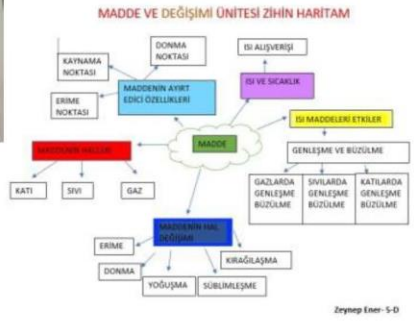 MADDE VE DEĞİŞİMİ ÜNİTESİ ZİHİN HARİTAM
DONMA
NOKTASI
ISI ALIŞVERİŞİ
KAYNAMA
NOKTASI
MADDENİN AYIRT
EDİCİ ÖZELLİKLERİ
ISI VE SICAKLIK
ERİME
NOKTASI
ISI MADDELERİ ETKİLER
MADDENİN HALLERİ
MADDE
GENLEŞME VE BÜZÜLME
KATI
SIVI
GAZ
GAZLARDA
GENLEŞME
BÜZÜLME
SIVILARDA
GENLEŞME
BÜZÜLME
KATILARDA
GENLEŞME
BÜZÜLME
MADDENİN HAL
DEĞİŞİMİ
ERİME
KIRAĞILAŞMA
DONMA
YOĞUŞMA
SÜBLİMLEŞME
Zeynep Ener- 5-D